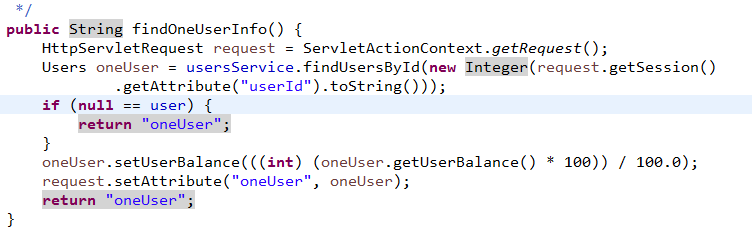 */
public String findOneUserInfo() {
HttpServletRequest request = ServletActionContext.getRequest();
Users oneUser = usersService.findUsersById(new Integer(request.getSession()
.getAttribute("userId").toString()));
if (null == user) {
return "oneUser";
}
oneUser.setUserBalance(((int) (oneUser.getUserBalance() * 100)) / 100.0);
request.setAttribute("oneUser", oneUser);
return "oneUser";
}